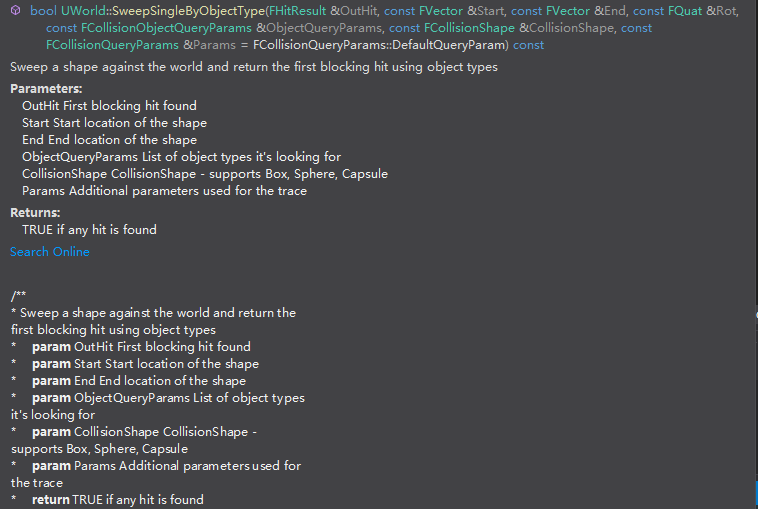 bool UWorld::SweepSingleByObjectType(FHitResult &OutHit, const FVector &Start, const FVector &End, const FQuat &Rot,
const FCollisionObjectQueryParams &ObjectQueryParams, const FCollisionShape &CollisionShape, const
FCollisionQueryParams &Params = FCollisionQueryParams::DefaultQueryParam) const
Sweep a shape against the world and return the first blocking hit using object types
Parameters:
OutHit First blocking hit found
Start Start location of the shape
End End location of the shape
ObjectQueryParams List of object types it's looking for
CollisionShape CollisionShape - supports Box, Sphere, Capsule
Params Additional parameters used for the trace
Returns:
TRUE if any hit is found
Search Online
/**
* Sweep a shape against the world and return the
first blocking hit using object types
* param OutHit First blocking hit found
* param Start Start location of the shape
* param End End location of the shape
* param ObjectQueryParams List of object types
it's looking for
* param CollisionShape CollisionShape -
supports Box, Sphere, Capsule
* param Params Additional parameters used for
the trace
* return TRUE if any hit is found